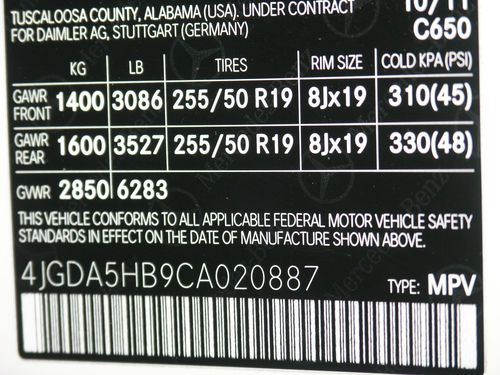 TUSCALOOSA COUNTY, ALABAMA (USA). UNDER CONTRACT
10/11
FOR DAIMLER AG, STUTTGART (GERMANY)
C650
KG LB TIRES RIM SIZE COLD KPA(PSI)
GAWR FRONT 1400 3086 255/50 R19 8Jx19 310(45)
GAWR REAR 1600 3527 255/50 R19 8Jx19 330(48)
GVWR 2850 6283
THIS VEHICLE CONFORMS TO ALL APPLICABLE FEDERAL MOTOR VEHICLE SAFETY
STANDARDS IN EFFECT ON THE DATE OF MANUFACTURE SHOWN ABOVE.
4JGDA5HB9CA020887 TYPE: MPV